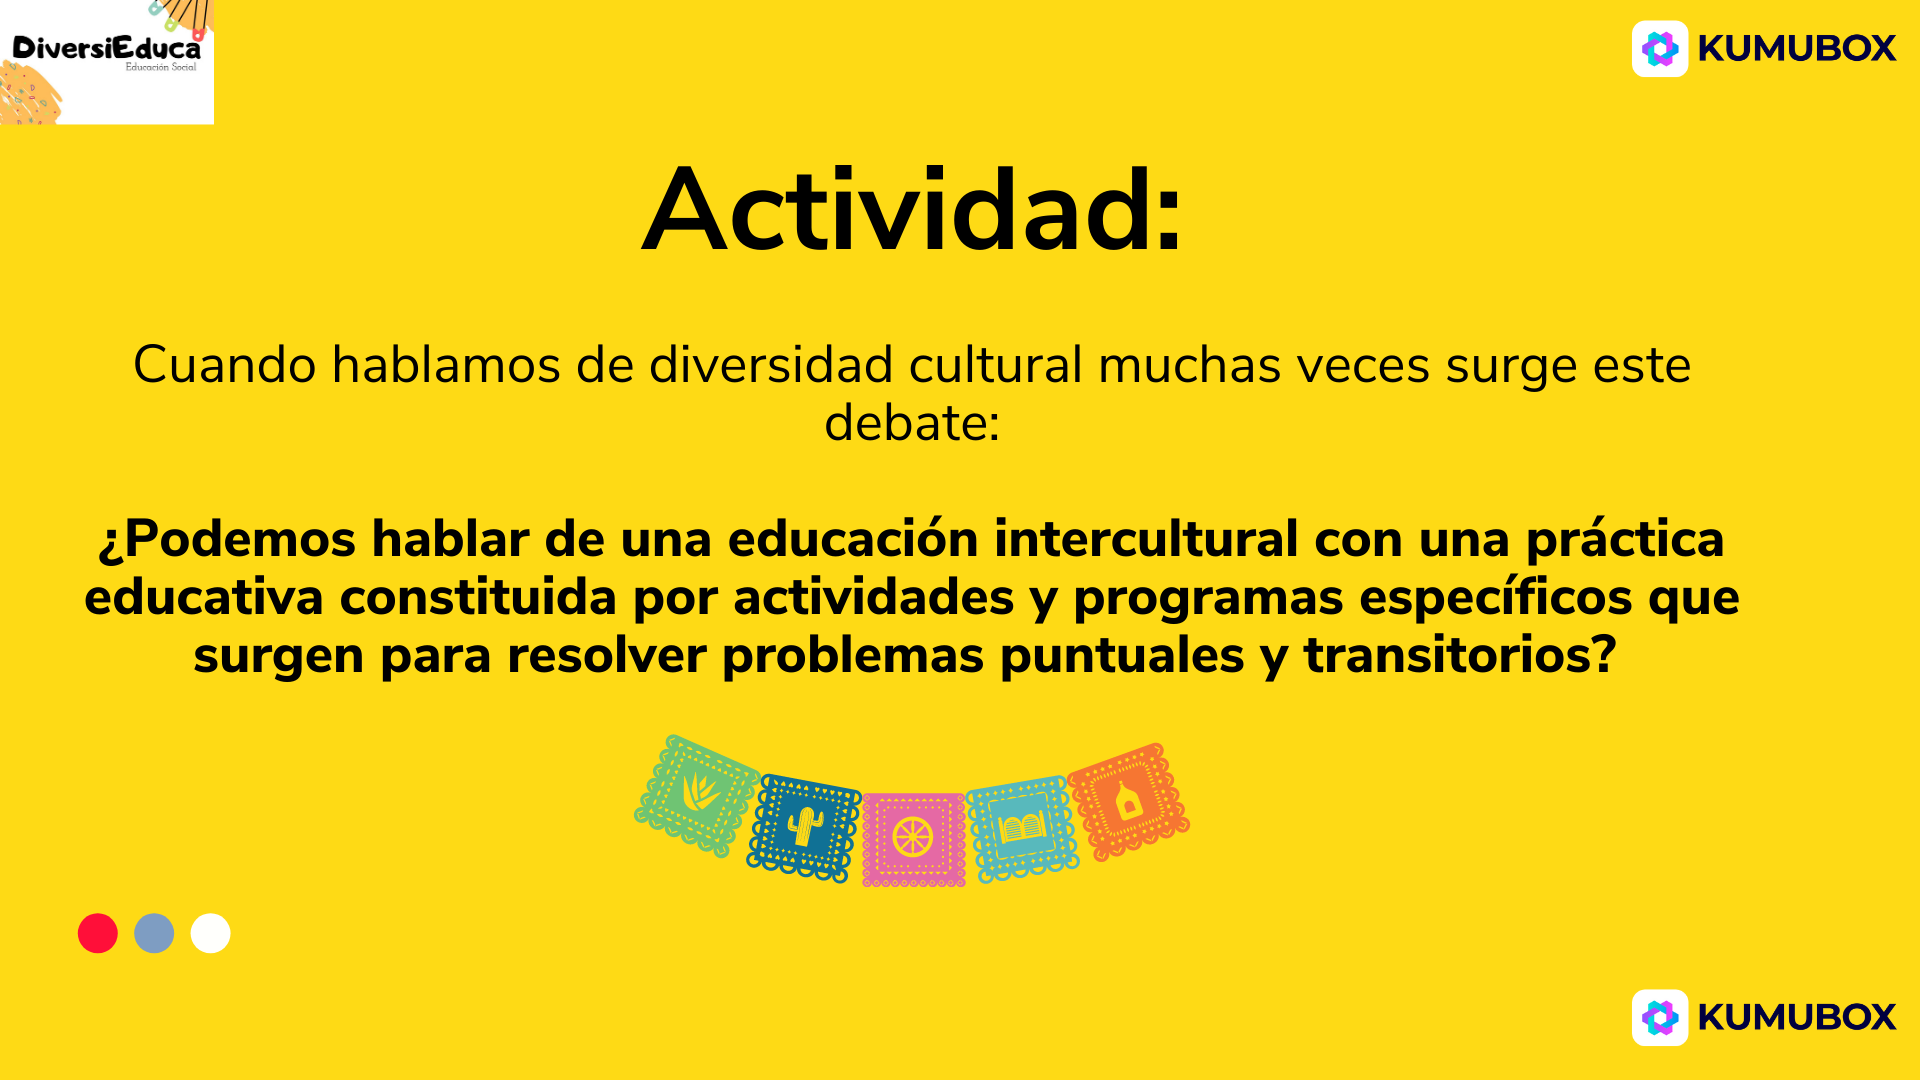 DiversiEduca
Educación Social
KUMUBOX
Actividad:
Cuando hablamos de diversidad cultural muchas veces surge este
debate:
¿Podemos hablar de una educación intercultural con una práctica
educativa constituida por actividades y programas específicos que
surgen para resolver problemas puntuales y transitorios?
KUMUBOX